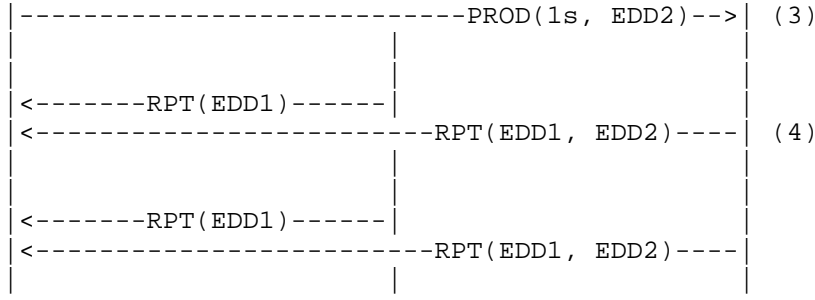 |----------------------------PROD(1s, EDD2)-->| (3)
|                       |                     |
|                       |                     |
|<-------RPT(EDD1)------|                     |
|<--------------------------RPT(EDD1, EDD2)----| (4)
|                       |                     |
|                       |                     |
|<-------RPT(EDD1)------|                     |
|<--------------------------RPT(EDD1, EDD2)----|
|                       |                     |